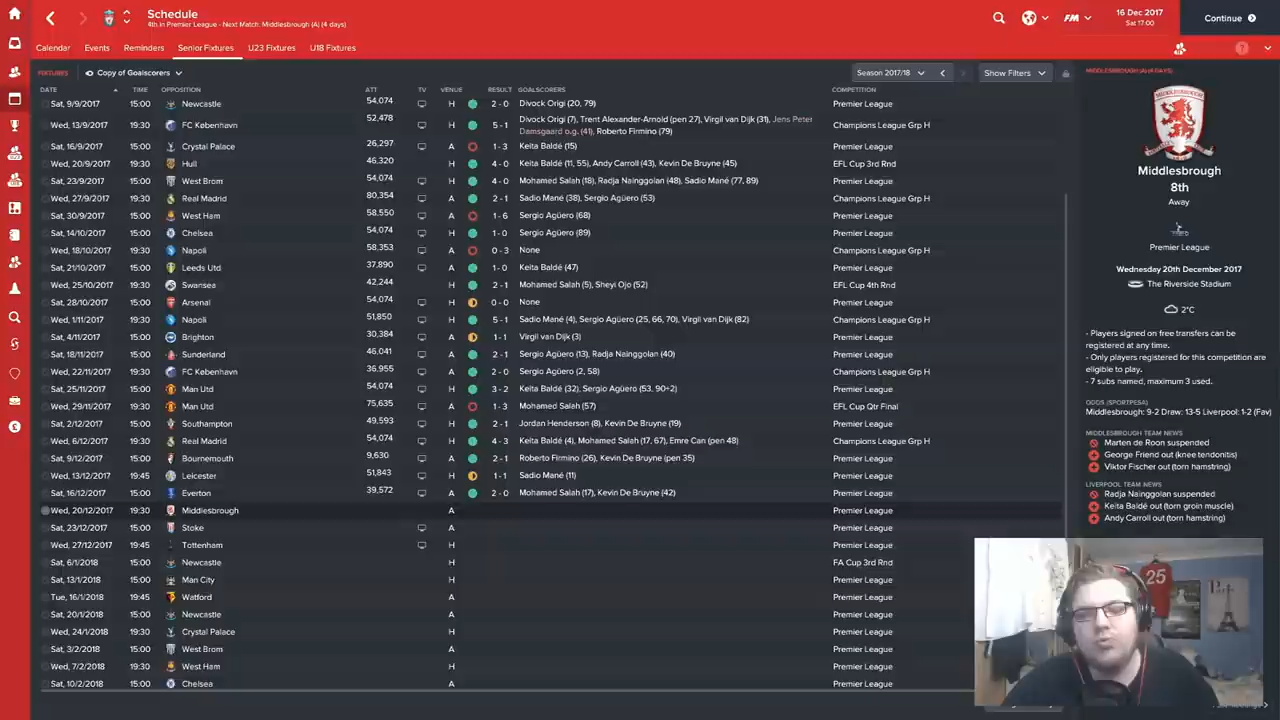 Schedule
4th in Premier League - Next Match: Middlesbrough (A) (4 days)
FM
16 Dec 2017
Sat 17:00
Continue
Calendar Events Reminders Senior Fixtures U23 Fixtures U18 Fixtures
FIXTURES Copy of Goalscorers Season 2017/18 Show Filters
DATE TIME OPPOSITION ATT TV VENUE RESULT GOALSCORERS COMPETITION
Sat, 9/9/2017 15:00 Newcastle 54,074 H 2 - 0 Divock Origi (20, 79) Premier League
Wed, 13/9/2017 19:30 FC København 52,478 H 5 - 1 Divock Origi (7), Trent Alexander-Arnold (pen 27), Virgil van Dijk (31), Jens Peter Champions League Grp H
Damsgaard o.g. (41), Roberto Firmino (79)
Sat, 16/9/2017 15:00 Crystal Palace 26,297 A 1 - 3 Keita Baldé (15) Premier League
Wed, 20/9/2017 19:30 Hull 46,320 H 4 - 0 Keita Baldé (11, 55), Andy Carroll (43), Kevin De Bruyne (45) EFL Cup 3rd Rnd
Sat, 23/9/2017 15:00 West Brom 54,074 H 4 - 0 Mohamed Salah (18), Radja Nainggolan (48), Sadio Mané (77, 89) Premier League
Wed, 27/9/2017 19:30 Real Madrid 80,354 A 2 - 1 Sadio Mané (38), Sergio Agüero (53) Champions League Grp H
Sat, 30/9/2017 15:00 West Ham 58,550 A 1 - 6 Sergio Agüero (68) Premier League
Sat, 14/10/2017 15:00 Chelsea 54,074 H 1 - 0 Sergio Agüero (89) Premier League
Wed, 18/10/2017 19:30 Napoli 58,353 A 0 - 3 None Champions League Grp H
Sat, 21/10/2017 15:00 Leeds Utd 37,890 A 1 - 0 Keita Baldé (47) Premier League
Wed, 25/10/2017 19:30 Swansea 42,244 H 2 - 1 Mohamed Salah (5), Sheyi Ojo (52) EFL Cup 4th Rnd
Sat, 28/10/2017 15:00 Arsenal 54,074 H 0 - 0 None Premier League
Wed, 1/11/2017 19:30 Napoli 51,850 H 5 - 1 Sadio Mané (4), Sergio Agüero (25, 66, 70), Virgil van Dijk (82) Champions League Grp H
Sat, 4/11/2017 15:00 Brighton 30,384 A 1 - 1 Virgil van Dijk (3) Premier League
Sat, 18/11/2017 15:00 Sunderland 46,041 A 2 - 1 Sergio Agüero (13), Radja Nainggolan (40) Premier League
Wed, 22/11/2017 19:30 FC København 36,955 A 2 - 0 Sergio Agüero (2, 58) Champions League Grp H
Sat, 25/11/2017 15:00 Man Utd 54,074 H 3 - 2 Keita Baldé (32), Sergio Agüero (53, 90+2) Premier League
Wed, 29/11/2017 19:30 Man Utd 75,635 A 1 - 3 Mohamed Salah (57) EFL Cup Qtr Final
Sat, 2/12/2017 15:00 Southampton 49,593 H 2 - 1 Jordan Henderson (8), Kevin De Bruyne (19) Premier League
Wed, 6/12/2017 19:30 Real Madrid 54,074 H 4 - 3 Keita Baldé (4), Mohamed Salah (17, 67), Emre Can (pen 48) Champions League Grp H
Sat, 9/12/2017 15:00 Bournemouth 9,630 A 2 - 1 Roberto Firmino (26), Kevin De Bruyne (pen 35) Premier League
Wed, 13/12/2017 19:45 Leicester 51,843 H 1 - 1 Sadio Mané (11) Premier League
Sat, 16/12/2017 15:00 Everton 39,572 A 2 - 0 Mohamed Salah (17), Kevin De Bruyne (42) Premier League
Wed, 20/12/2017 19:30 Middlesbrough A Premier League
Sat, 23/12/2017 15:00 Stoke H Premier League
Wed, 27/12/2017 19:45 Tottenham H Premier League
Sat, 6/1/2018 15:00 Newcastle H FA Cup 3rd Rnd
Sat, 13/1/2018 15:00 Man City H Premier League
Tue, 16/1/2018 19:45 Watford A Premier League
Sat, 20/1/2018 15:00 Newcastle A Premier League
Wed, 24/1/2018 19:30 Crystal Palace H Premier League
Sat, 3/2/2018 15:00 West Brom A Premier League
Wed, 7/2/2018 19:30 West Ham H Premier League
Sat, 10/2/2018 15:00 Chelsea A Premier League
MIDDLESBROUGH (A) (4 DAYS)
Middlesbrough
8th
Away
Premier League
Wednesday 20th December 2017
The Riverside Stadium
2°C
- Players signed on free transfers can be
registered at any time.
- Only players registered for this competition are
eligible to play.
- 7 subs named, maximum 3 used.
ODDS (SPORTPESA)
Middlesbrough: 9-2 Draw: 13-5 Liverpool: 1-2 (Fav)
MIDDLESBROUGH TEAM NEWS
Marten de Roon suspended
George Friend out (knee tendonitis)
Viktor Fischer out (torn hamstring)
LIVERPOOL TEAM NEWS
Radja Nainggolan suspended
Keita Baldé out (torn groin muscle)
Andy Carroll out (torn hamstring)
25
Paris